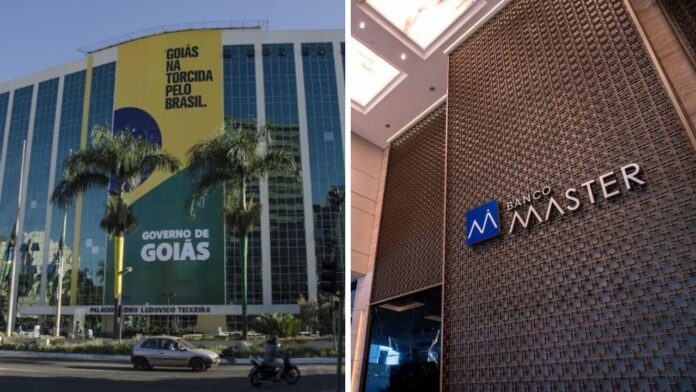 GOIÁS
NA
TORCIDA
PELO
BRASIL.
GOVERNO DE
GOIÁS
PALÁCIO PEDRO LUDOVICO TEIXEIRA
BANCO
MASTER